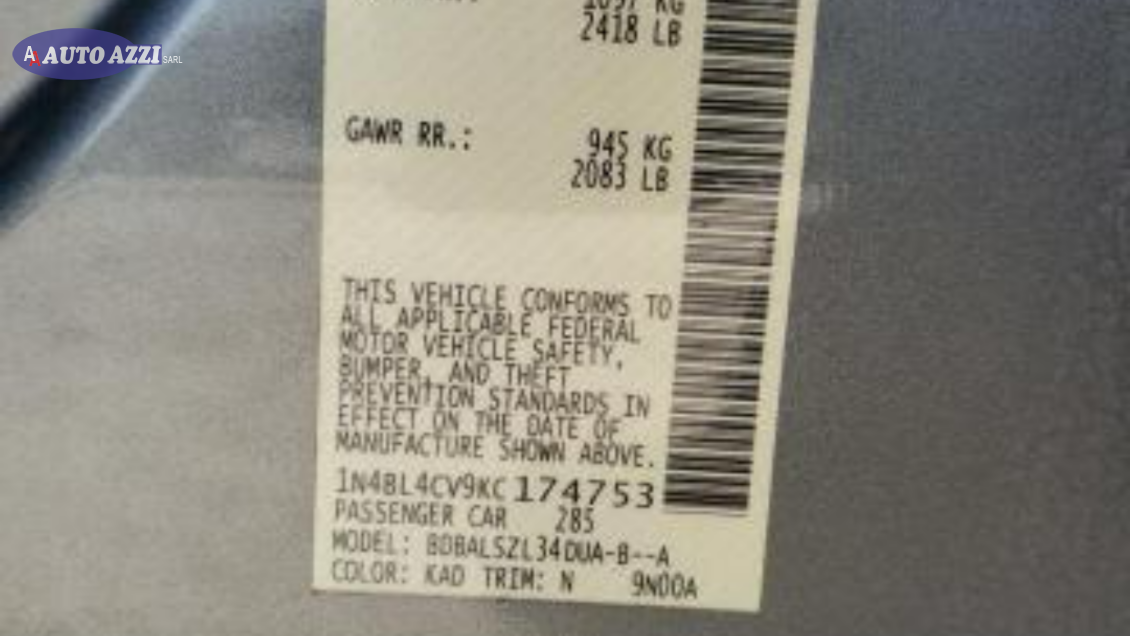 AUTO AZZI SARL
2418 LB
GAWR RR.: 945 KG
2083 LB
THIS VEHICLE CONFORMS TO
ALL APPLICABLE FEDERAL
MOTOR VEHICLE SAFETY,
BUMPER, AND THEFT
PREVENTION STANDARDS IN
EFFECT ON THE DATE OF
MANUFACTURE SHOWN ABOVE.
1N4BL4CV9KC174753
PASSENGER CAR 285
MODEL: BDBALSZL34DUA-B--A
COLOR: KAD TRIM: N 9N00A